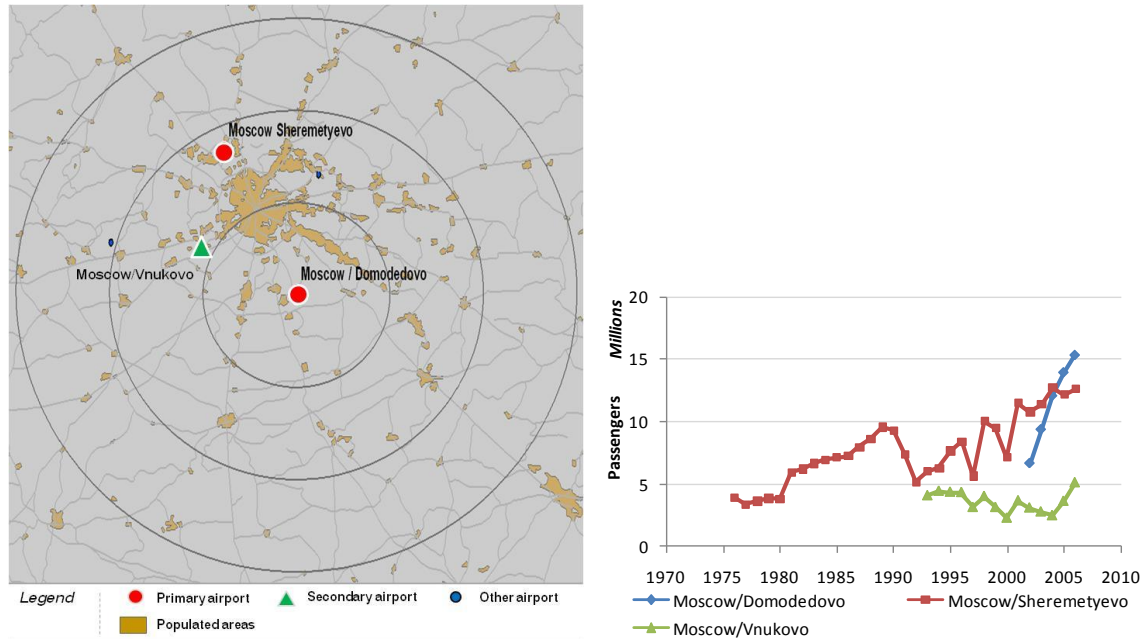 Moscow Sheremetyevo
Moscow/Vnukovo
Moscow / Domodedovo
Legend
Primary airport
Secondary airport
Other airport
Populated areas
Passengers Millions
20
15
10
5
0
1970 1975 1980 1985 1990 1995 2000 2005 2010
Moscow/Domodedovo
Moscow/Sheremetyevo
Moscow/Vnukovo